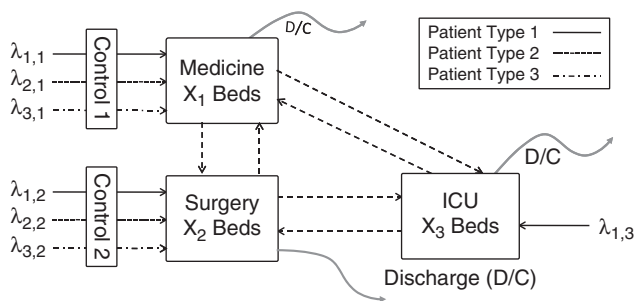 D/C
Patient Type 1
Patient Type 2
Patient Type 3
λ1,1
λ2,1
λ3,1
Control 1
Medicine
X1 Beds
D/C
λ1,2
λ2,2
λ3,2
Control 2
Surgery
X2 Beds
ICU
X3 Beds
λ1,3
Discharge (D/C)